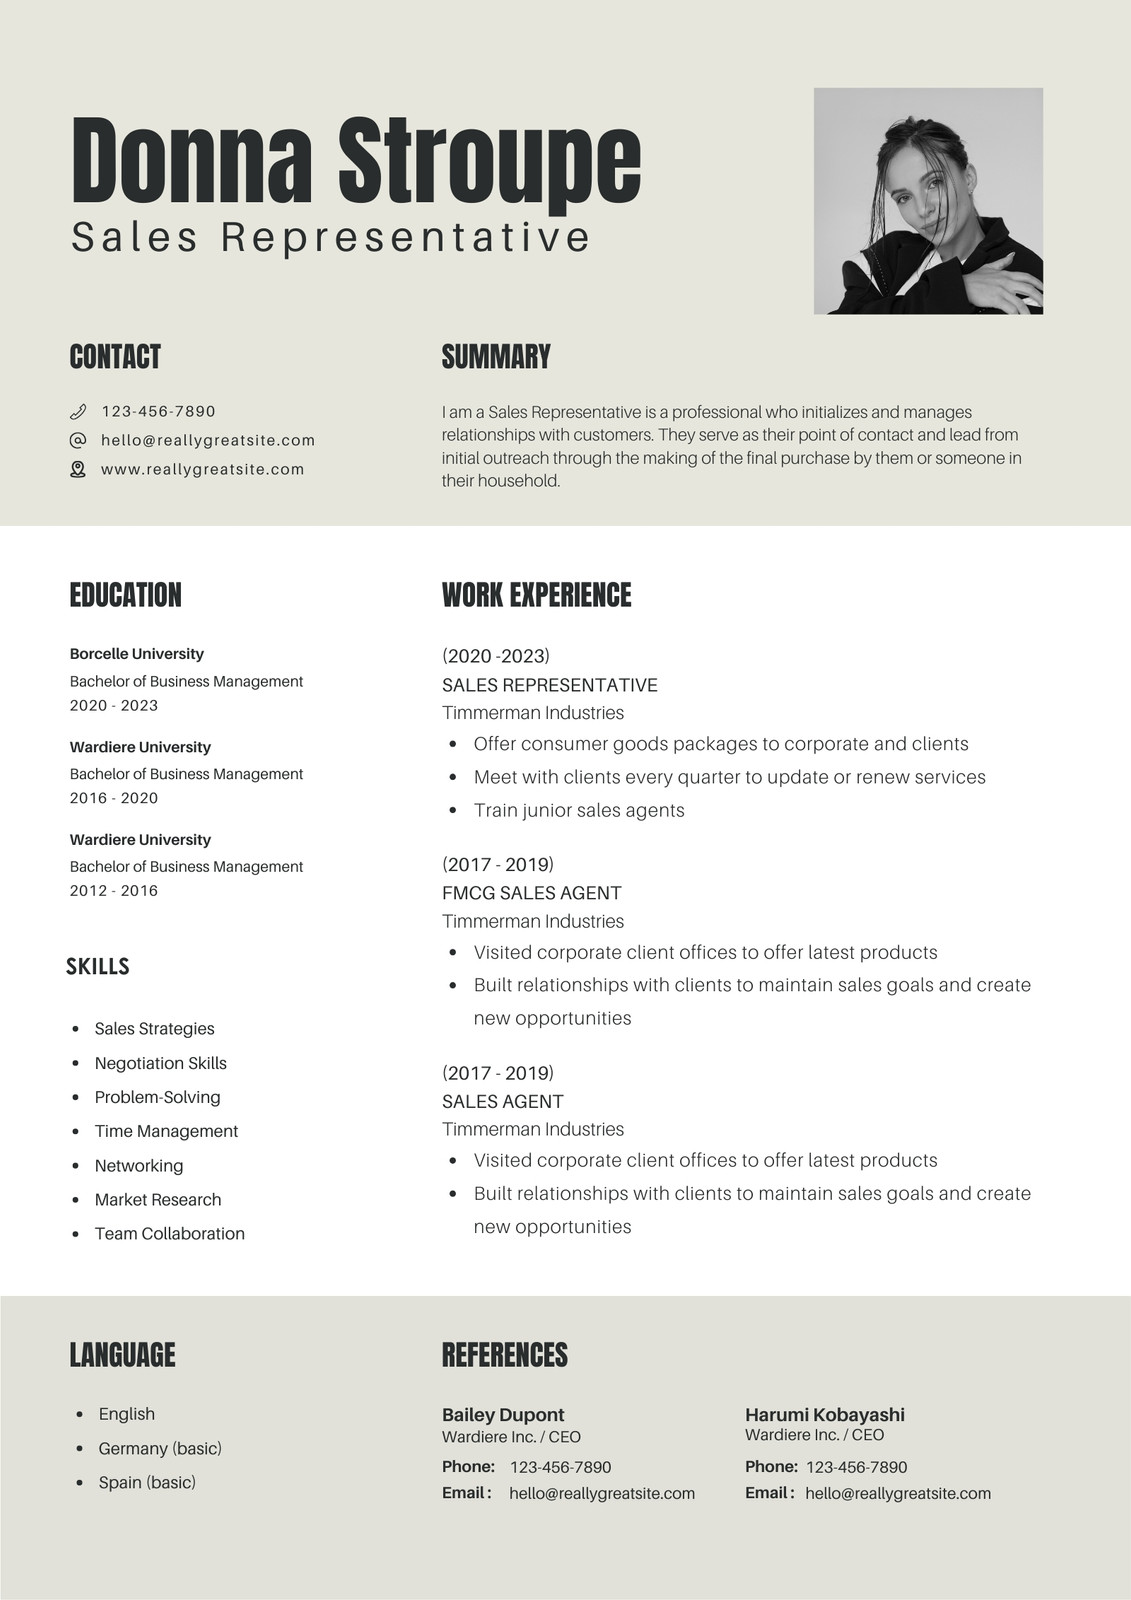 Donna Stroupe
Sales Representative
CONTACT
123-456-7890
hello@reallygreatsite.com
www.reallygreatsite.com
SUMMARY
I am a Sales Representative is a professional who initializes and manages
relationships with customers. They serve as their point of contact and lead from
initial outreach through the making of the final purchase by them or someone in
their household.
EDUCATION
Borcelle University
Bachelor of Business Management
2020 - 2023
Wardiere University
Bachelor of Business Management
2016 - 2020
Wardiere University
Bachelor of Business Management
2012 - 2016
SKILLS
• Sales Strategies
• Negotiation Skills
• Problem-Solving
• Time Management
• Networking
• Market Research
• Team Collaboration
WORK EXPERIENCE
(2020 -2023)
SALES REPRESENTATIVE
Timmerman Industries
• Offer consumer goods packages to corporate and clients
• Meet with clients every quarter to update or renew services
• Train junior sales agents
(2017 - 2019)
FMCG SALES AGENT
Timmerman Industries
• Visited corporate client offices to offer latest products
• Built relationships with clients to maintain sales goals and create
new opportunities
(2017 - 2019)
SALES AGENT
Timmerman Industries
• Visited corporate client offices to offer latest products
• Built relationships with clients to maintain sales goals and create
new opportunities
LANGUAGE
• English
• Germany (basic)
• Spain (basic)
REFERENCES
Bailey Dupont
Wardiere Inc. / CEO
Phone: 123-456-7890
Email : hello@reallygreatsite.com
Harumi Kobayashi
Wardiere Inc. / CEO
Phone: 123-456-7890
Email : hello@reallygreatsite.com